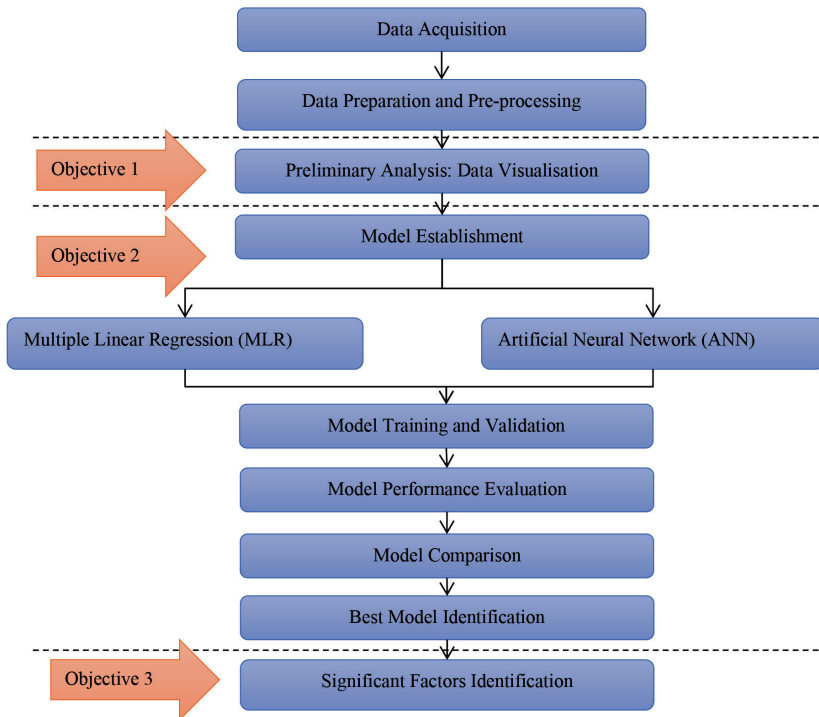 Data Acquisition
Data Preparation and Pre-processing
Objective 1
Preliminary Analysis: Data Visualisation
Model Establishment
Objective 2
Multiple Linear Regression (MLR)
Artificial Neural Network (ANN)
Model Training and Validation
Model Performance Evaluation
Model Comparison
Best Model Identification
Objective 3
Significant Factors Identification